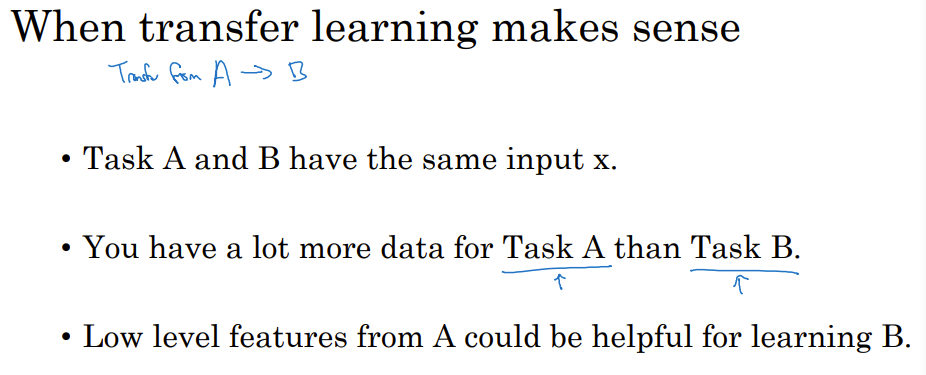 When transfer learning makes sense
Transfer from A → B
• Task A and B have the same input x.
• You have a lot more data for Task A than Task B.
↑ ↑
• Low level features from A could be helpful for learning B.